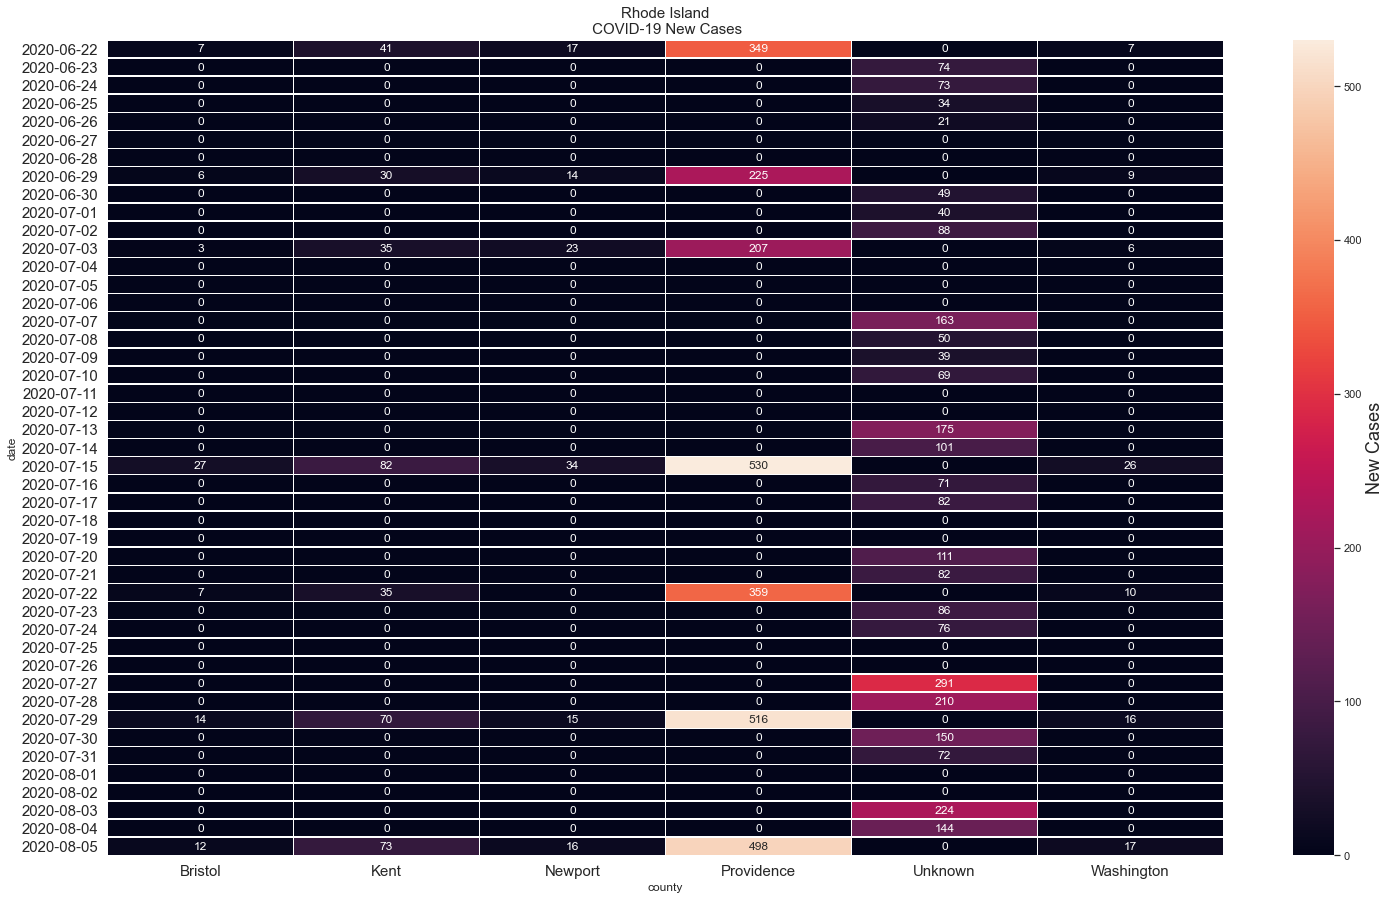 Rhode Island
COVID-19 New Cases
2020-06-22 7 41 17 349 0 7
2020-06-23 0 0 0 0 74 0
2020-06-24 0 0 0 0 73 0
2020-06-25 0 0 0 0 34 0
2020-06-26 0 0 0 0 21 0
2020-06-27 0 0 0 0 0 0
2020-06-28 0 0 0 0 0 0
2020-06-29 6 30 14 225 0 9
2020-06-30 0 0 0 0 49 0
2020-07-01 0 0 0 0 40 0
2020-07-02 0 0 0 0 88 0
2020-07-03 3 35 23 207 0 6
2020-07-04 0 0 0 0 0 0
2020-07-05 0 0 0 0 0 0
2020-07-06 0 0 0 0 0 0
2020-07-07 0 0 0 0 163 0
2020-07-08 0 0 0 0 50 0
2020-07-09 0 0 0 0 39 0
2020-07-10 0 0 0 0 69 0
2020-07-11 0 0 0 0 0 0
2020-07-12 0 0 0 0 0 0
2020-07-13 0 0 0 0 175 0
2020-07-14 0 0 0 0 101 0
2020-07-15 27 82 34 530 0 26
2020-07-16 0 0 0 0 71 0
2020-07-17 0 0 0 0 82 0
2020-07-18 0 0 0 0 0 0
2020-07-19 0 0 0 0 0 0
2020-07-20 0 0 0 0 111 0
2020-07-21 0 0 0 0 82 0
2020-07-22 7 35 0 359 0 10
2020-07-23 0 0 0 0 86 0
2020-07-24 0 0 0 0 76 0
2020-07-25 0 0 0 0 0 0
2020-07-26 0 0 0 0 0 0
2020-07-27 0 0 0 0 291 0
2020-07-28 0 0 0 0 210 0
2020-07-29 14 70 15 516 0 16
2020-07-30 0 0 0 0 150 0
2020-07-31 0 0 0 0 72 0
2020-08-01 0 0 0 0 0 0
2020-08-02 0 0 0 0 0 0
2020-08-03 0 0 0 0 224 0
2020-08-04 0 0 0 0 144 0
2020-08-05 12 73 16 498 0 17
Bristol Kent Newport Providence Unknown Washington
county
date
500
400
300
200
100
0
New Cases